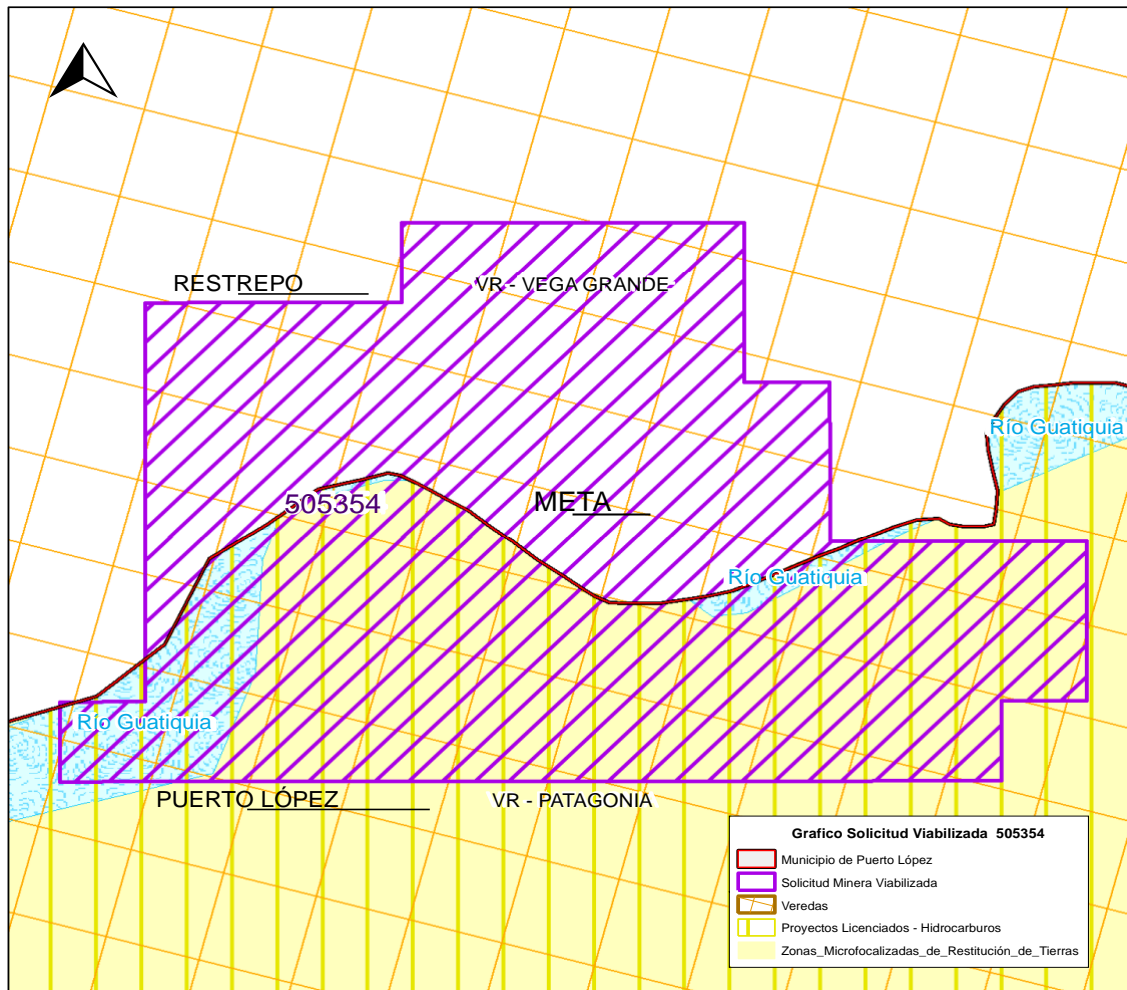 RESTREPO
VR - VEGA GRANDE
Río Guatiquia
505354
META
Río Guatiquia
Río Guatiquia
PUERTO LÓPEZ
VR - PATAGONIA
Grafico Solicitud Viabilizada 505354
Municipio de Puerto López
Solicitud Minera Viabilizada
Veredas
Proyectos Licenciados - Hidrocarburos
Zonas_Microfocalizadas_de_Restitución_de_Tierras